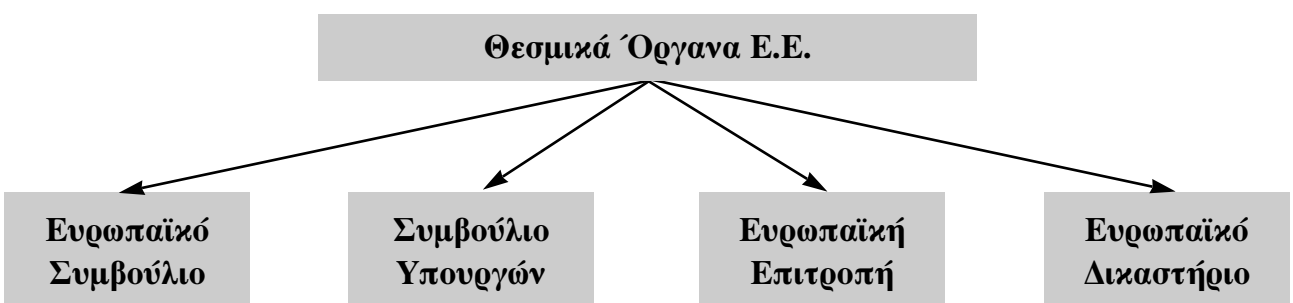 Θεσμικά Όργανα Ε.Ε.
Ευρωπαϊκό
Συμβούλιο
Συμβούλιο
Υπουργών
Ευρωπαϊκή
Επιτροπή
Ευρωπαϊκό
Δικαστήριο